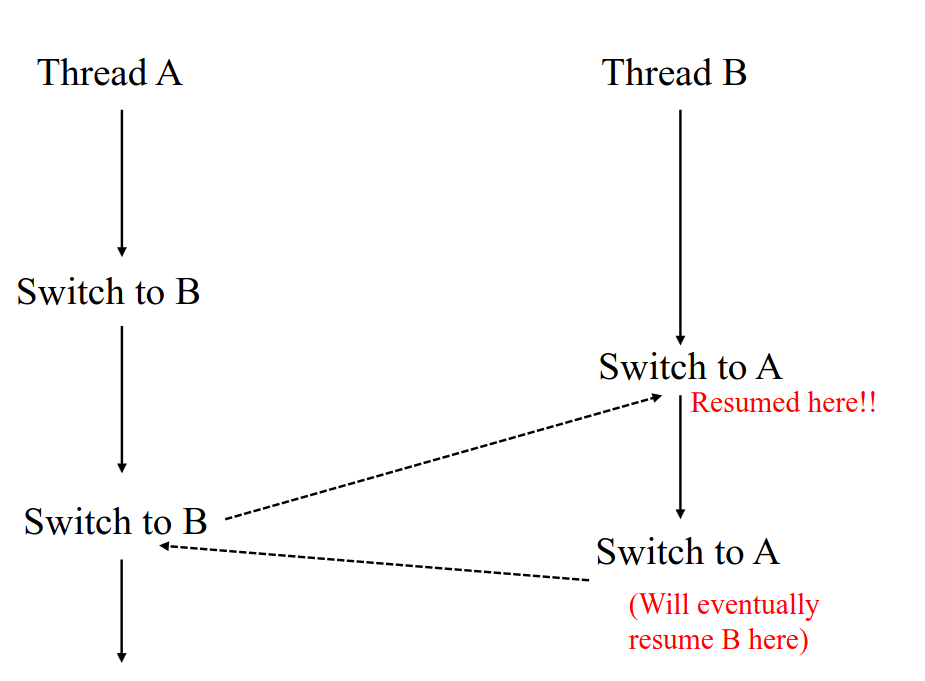 Thread A
Thread B
Switch to B
Switch to A
Resumed here!!
Switch to B
Switch to A
(Will eventually
resume B here)